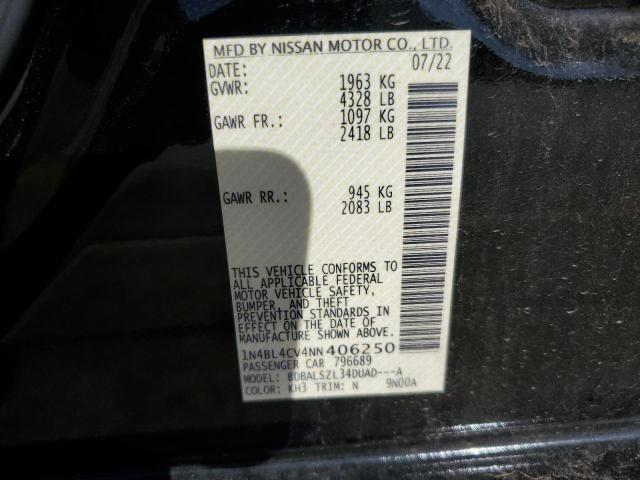 MFD BY NISSAN MOTOR CO., LTD.
DATE: 07/22
GVWR: 1963 KG
4328 LB
GAWR FR.: 1097 KG
2418 LB
GAWR RR.: 945 KG
2083 LB
THIS VEHICLE CONFORMS TO
ALL APPLICABLE FEDERAL
MOTOR VEHICLE SAFETY,
BUMPER, AND THEFT
PREVENTION STANDARDS IN
EFFECT ON THE DATE OF
MANUFACTURE SHOWN ABOVE.
1N4BL4CV4NN406250
PASSENGER CAR 796689
MODEL: BDBALSZL34DUAD---A
COLOR: KH3 TRIM: N 9N00A